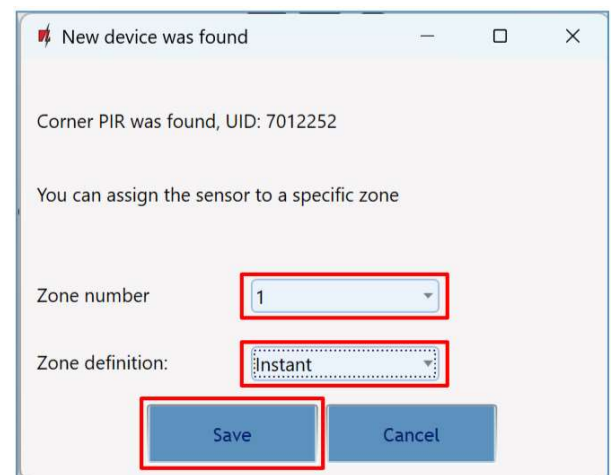 New device was found
Corner PIR was found, UID: 7012252
You can assign the sensor to a specific zone
Zone number 1
Zone definition: Instant
Save Cancel